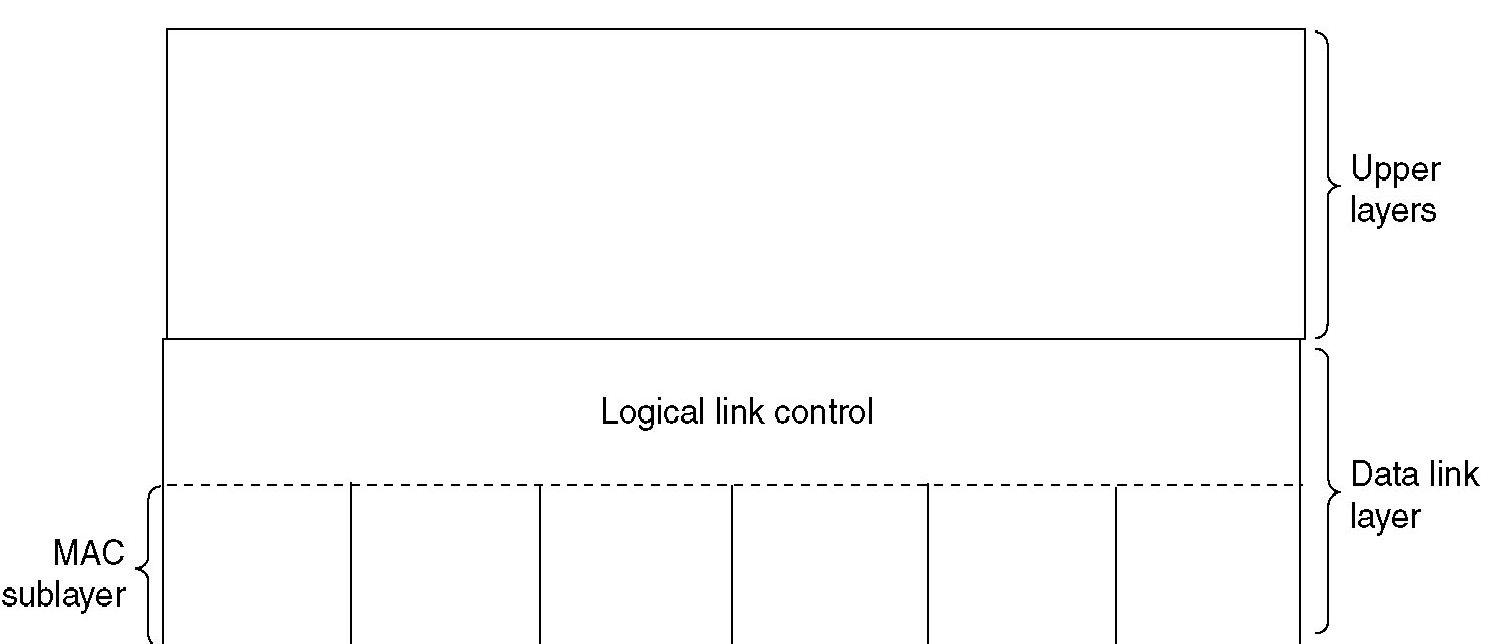 Upper
layers
Logical link control
Data link
layer
MAC
sublayer